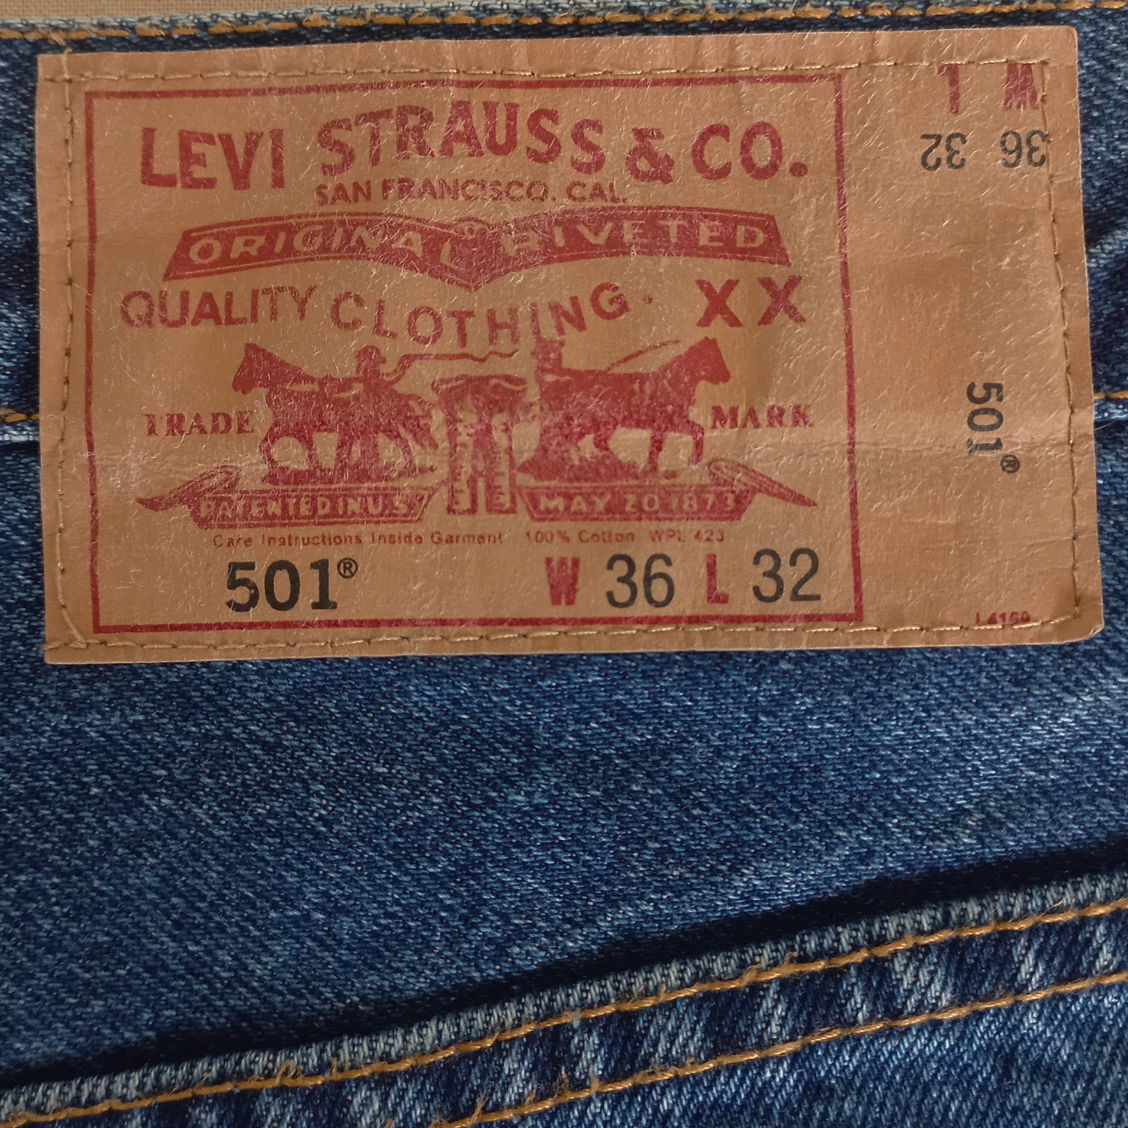 LEVI STRAUSS & CO.
SAN FRANCISCO. CAL.
ORIGINAL ® RIVETED
QUALITY CLOTHING. XX
TRADE MARK
PATENTED IN U.S. MAY 20 1873
Care Instructions Inside Garment 100% Cotton WPL 423
501® W 36 L 32
W L
36 32
501®